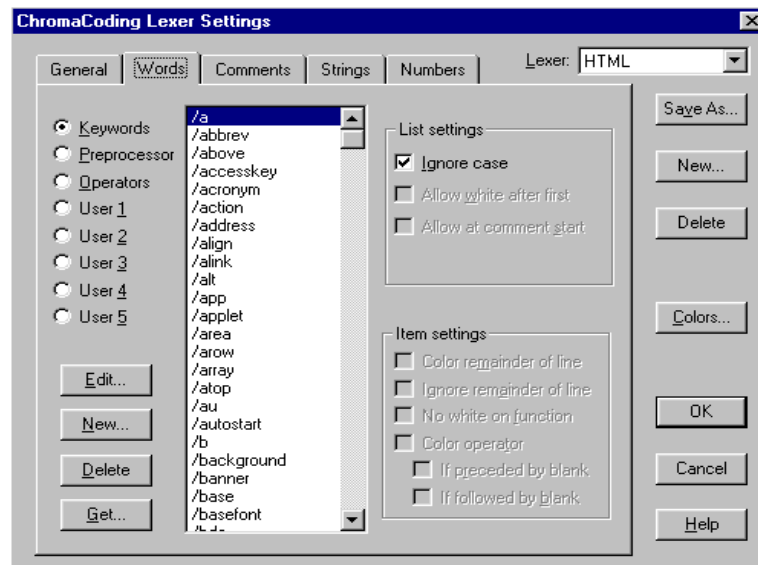 ChromaCoding Lexer Settings
General
Words
Comments
Strings
Numbers
Lexer:
HTML
Keywords
Preprocessor
Operators
User 1
User 2
User 3
User 4
User 5
Edit...
New...
Delete
Get...
/a
/abbrev
/above
/accesskey
/acronym
/action
/address
/align
/alink
/alt
/app
/applet
/area
/arow
/array
/atop
/au
/autostart
/b
/background
/banner
/base
/basefont
List settings
Ignore case
Allow white after first
Allow at comment start
Item settings
Color remainder of line
Ignore remainder of line
No white on function
Color operator
If preceded by blank
If followed by blank
Save As...
New...
Delete
Colors...
OK
Cancel
Help